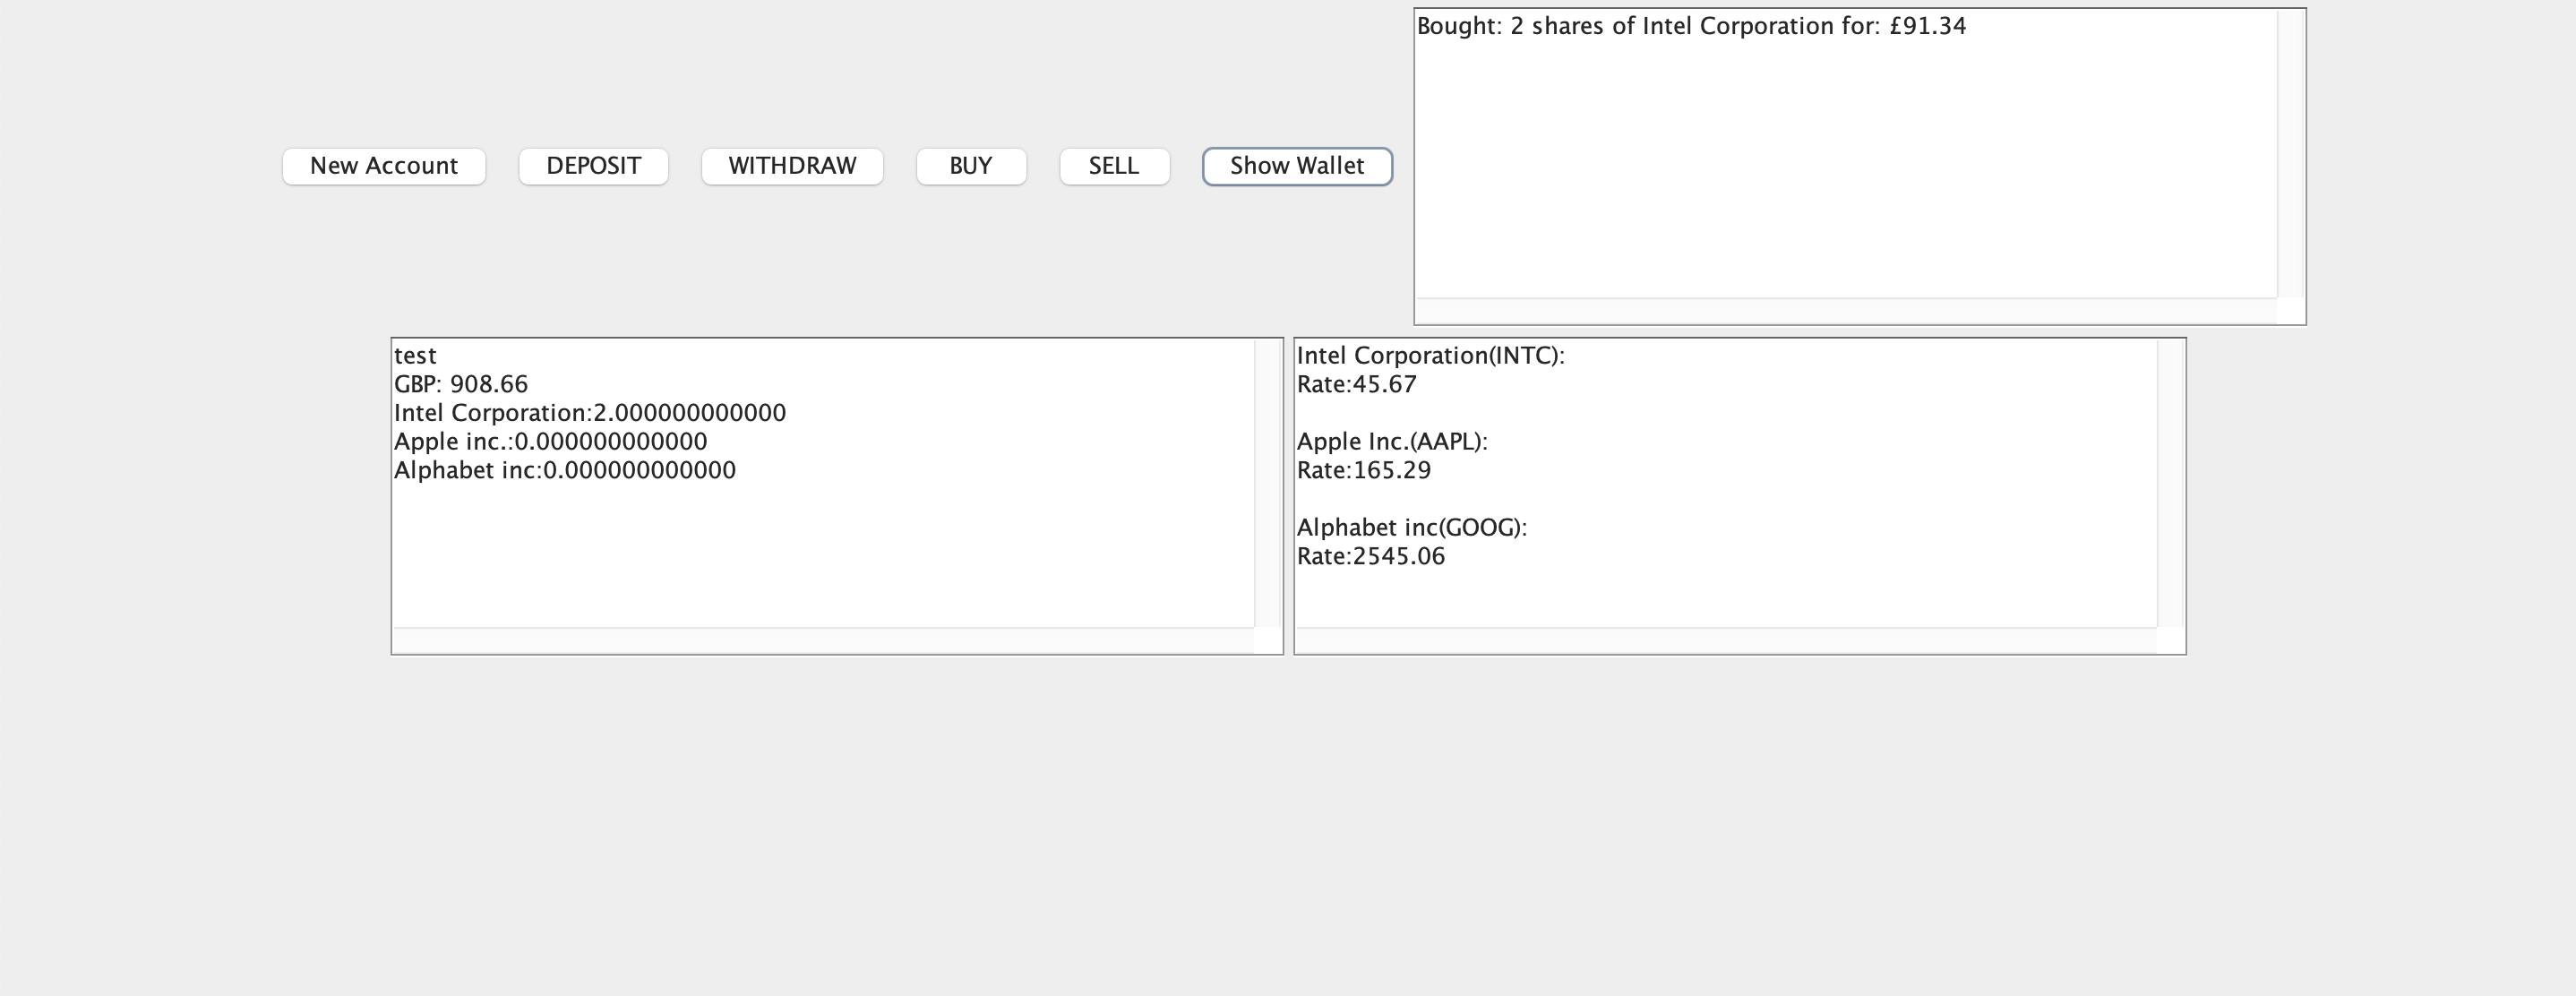 Bought: 2 shares of Intel Corporation for: £91.34
New Account
DEPOSIT
WITHDRAW
BUY
SELL
Show Wallet
test
GBP: 908.66
Intel Corporation:2.000000000000
Apple inc.:0.000000000000
Alphabet inc:0.000000000000
Intel Corporation(INTC):
Rate:45.67
Apple Inc.(AAPL):
Rate:165.29
Alphabet inc(GOOG):
Rate:2545.06